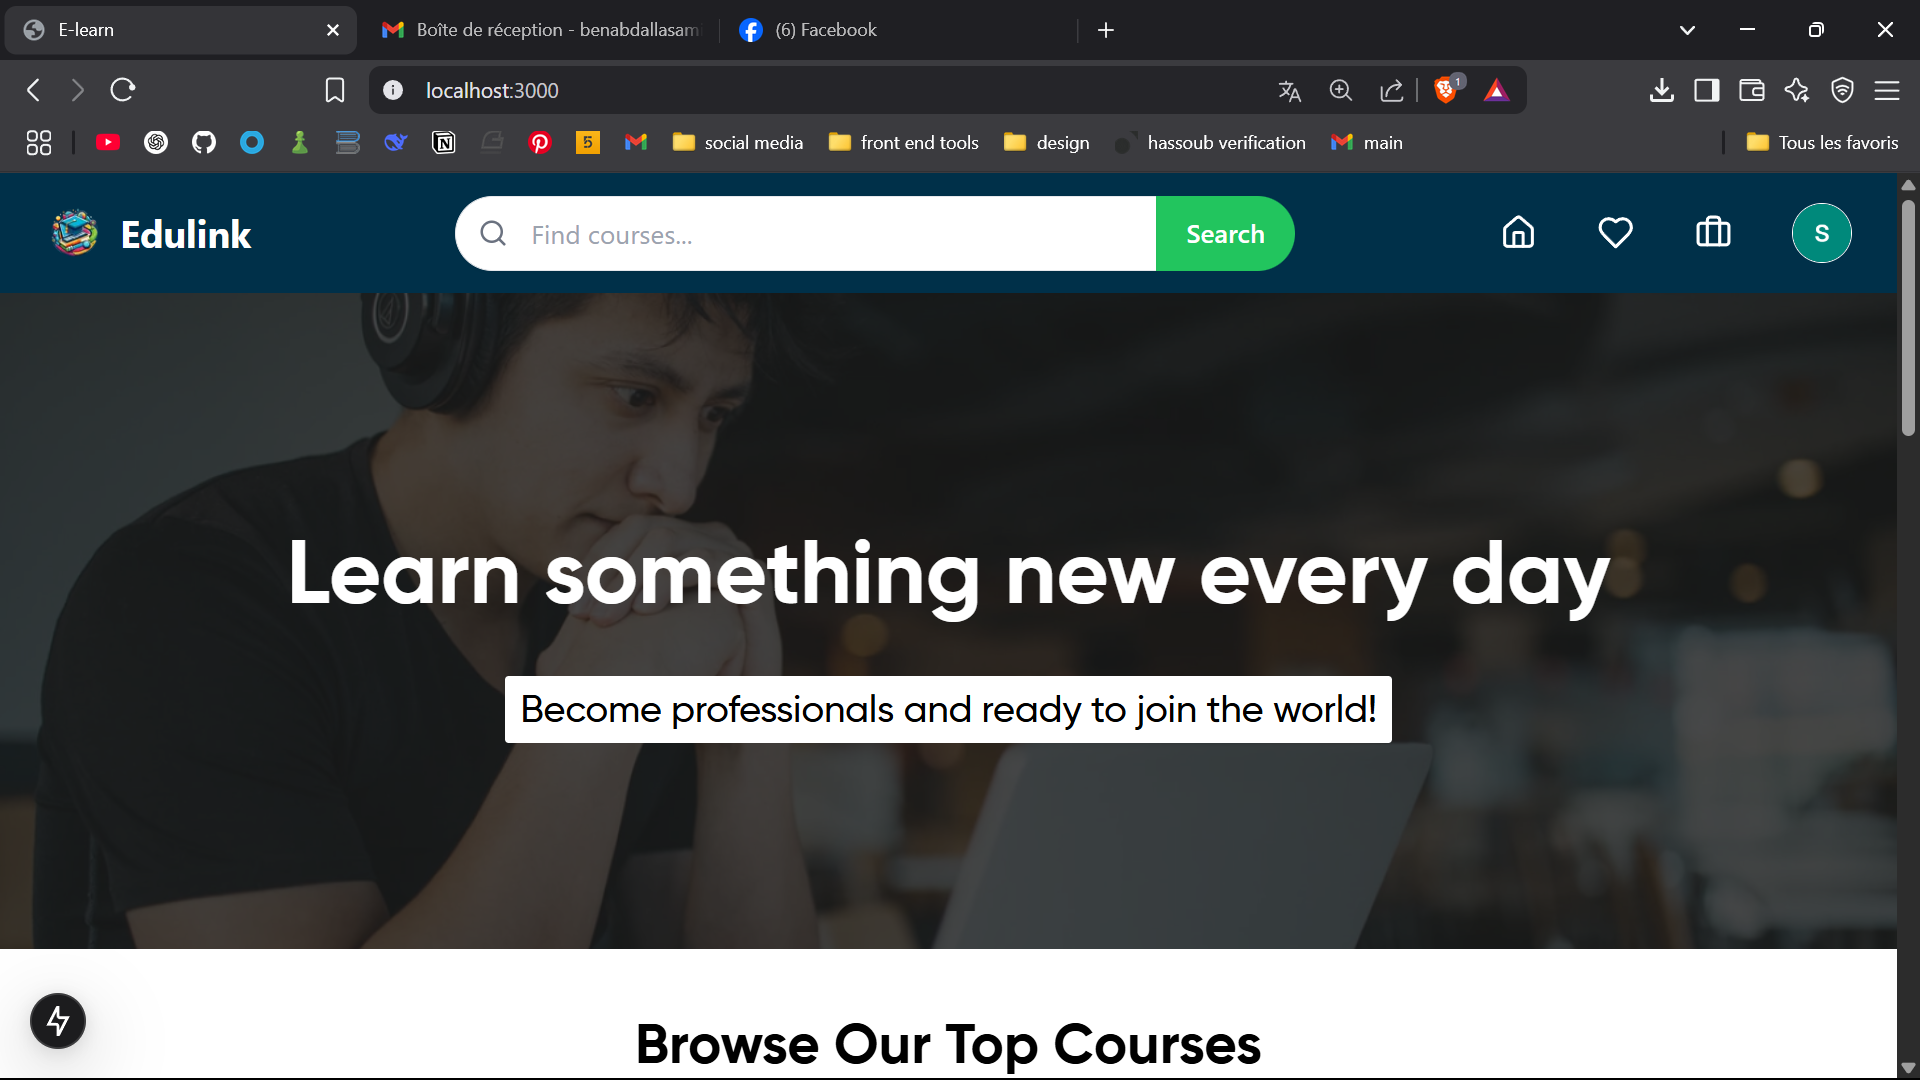 E-learn
Boîte de réception - benabdallasam
(6) Facebook
localhost:3000
1
5
social media
front end tools
design
hassoub verification
main
Tous les favoris
Edulink
Find courses...
Search
S
Learn something new every day
Become professionals and ready to join the world!
Browse Our Top Courses